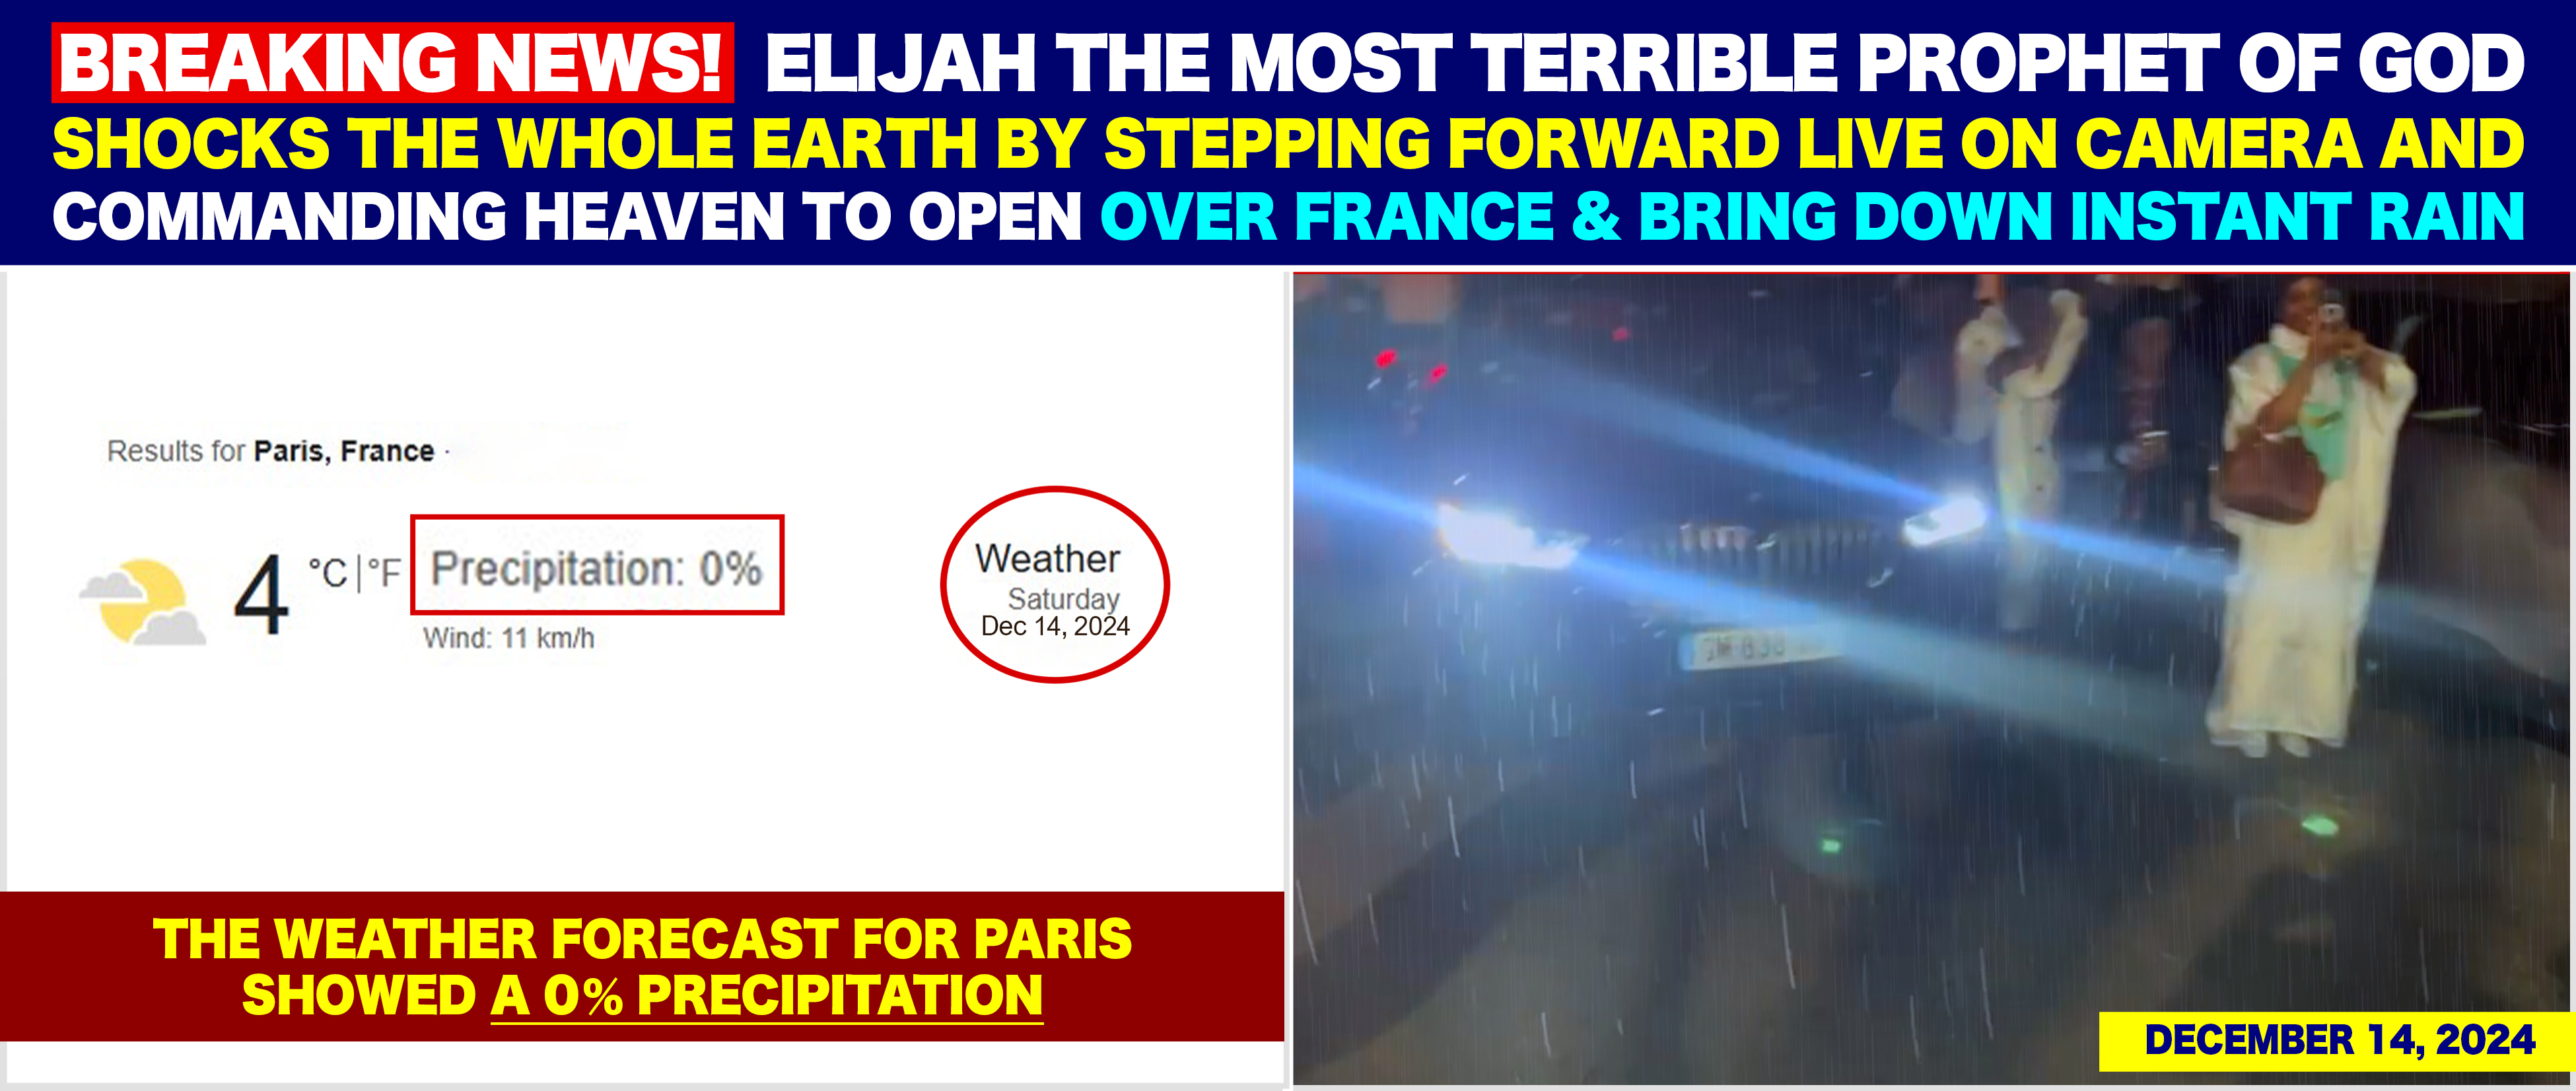 BREAKING NEWS! ELIJAH THE MOST TERRIBLE PROPHET OF GOD
SHOCKS THE WHOLE EARTH BY STEPPING FORWARD LIVE ON CAMERA AND
COMMANDING HEAVEN TO OPEN OVER FRANCE & BRING DOWN INSTANT RAIN
Results for Paris, France ·
4 °C | °F Precipitation: 0%
Wind: 11 km/h
Weather
Saturday
Dec 14, 2024
THE WEATHER FORECAST FOR PARIS
SHOWED A 0% PRECIPITATION
DECEMBER 14, 2024